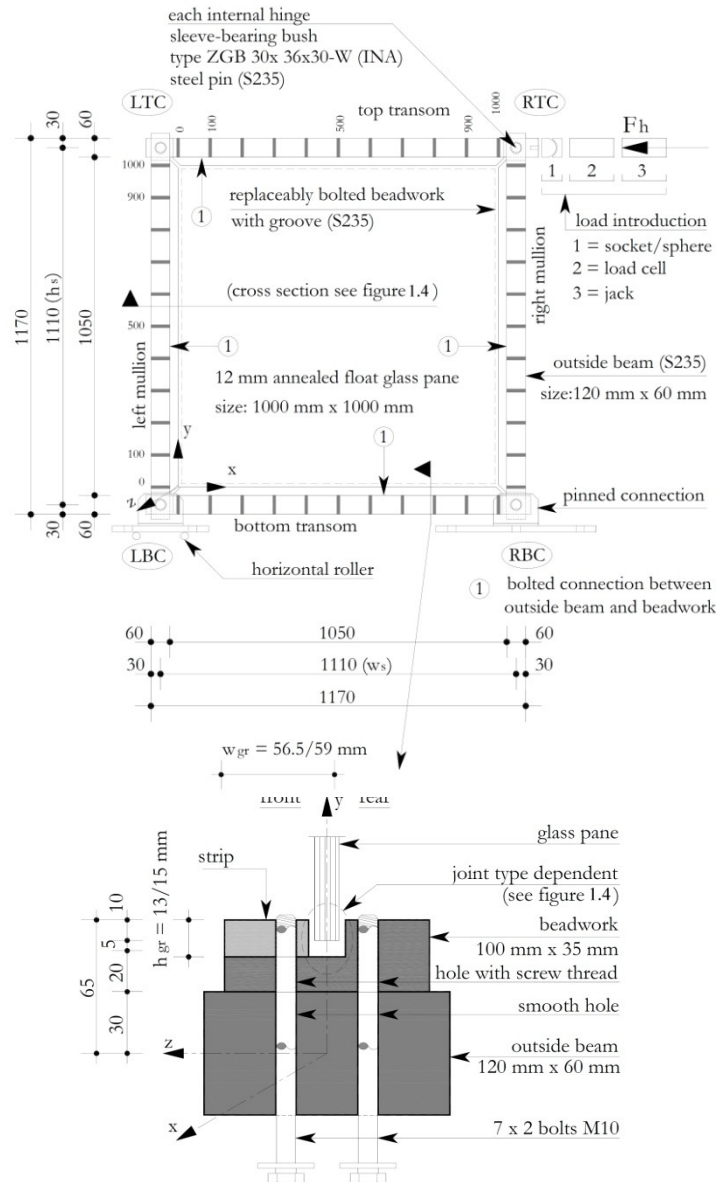 each internal hinge
sleeve-bearing bush
type ZGB 30x 36x30-W (INA)
steel pin (S235)
LTC
top transom
RTC
30
60
0
100
500
900
1000
Fh
1
2
3
load introduction
1 = socket/sphere
2 = load cell
3 = jack
1000
900
500
100
0
1
replaceably bolted beadwork
with groove (S235)
right mullion
(cross section see figure 1.4)
1170
1110 (hs)
1050
left mullion
1
1
outside beam (S235)
size:120 mm x 60 mm
12 mm annealed float glass pane
size: 1000 mm x 1000 mm
1
y
x
z
30
60
pinned connection
bottom transom
LBC
RBC
horizontal roller
1 bolted connection between
outside beam and beadwork
60
1050
60
30
1110 (ws)
30
1170
wgr = 56.5/59 mm
front
rear
y
glass pane
strip
joint type dependent
(see figure 1.4)
hgr = 13/15 mm
10
5
20
30
65
beadwork
100 mm x 35 mm
hole with screw thread
smooth hole
z
outside beam
120 mm x 60 mm
x
7 x 2 bolts M10